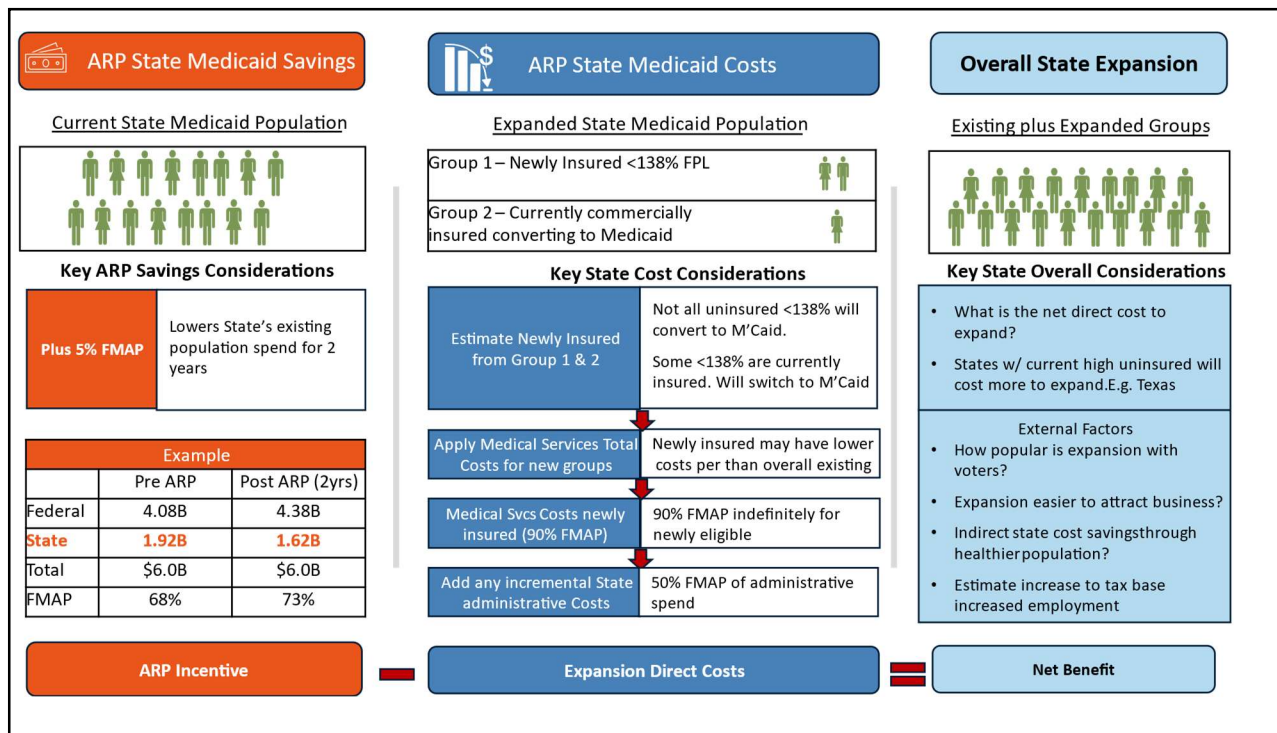 ARP State Medicaid Savings
Current State Medicaid Population
Key ARP Savings Considerations
Plus 5% FMAP
Lowers State's existing
population spend for 2
years
Example
Pre ARP Post ARP (2yrs)
Federal 4.08B 4.38B
State 1.92B 1.62B
Total $6.0B $6.0B
FMAP 68% 73%
ARP Incentive
$
ARP State Medicaid Costs
Expanded State Medicaid Population
Group 1 – Newly Insured <138% FPL
Group 2 – Currently commercially
insured converting to Medicaid
Key State Cost Considerations
Estimate Newly Insured
from Group 1 & 2
Not all uninsured <138% will
convert to M'Caid.
Some <138% are currently
insured. Will switch to M'Caid
Apply Medical Services Total
Costs for new groups
Newly insured may have lower
costs per than overall existing
Medical Svcs Costs newly
insured (90% FMAP)
90% FMAP indefinitely for
newly eligible
Add any incremental State
administrative Costs
50% FMAP of administrative
spend
Expansion Direct Costs
Overall State Expansion
Existing plus Expanded Groups
Key State Overall Considerations
• What is the net direct cost to
expand?
• States w/ current high uninsured will
cost more to expand.E.g. Texas
External Factors
• How popular is expansion with
voters?
• Expansion easier to attract business?
• Indirect state cost savingsthrough
healthier population?
• Estimate increase to tax base
increased employment
Net Benefit